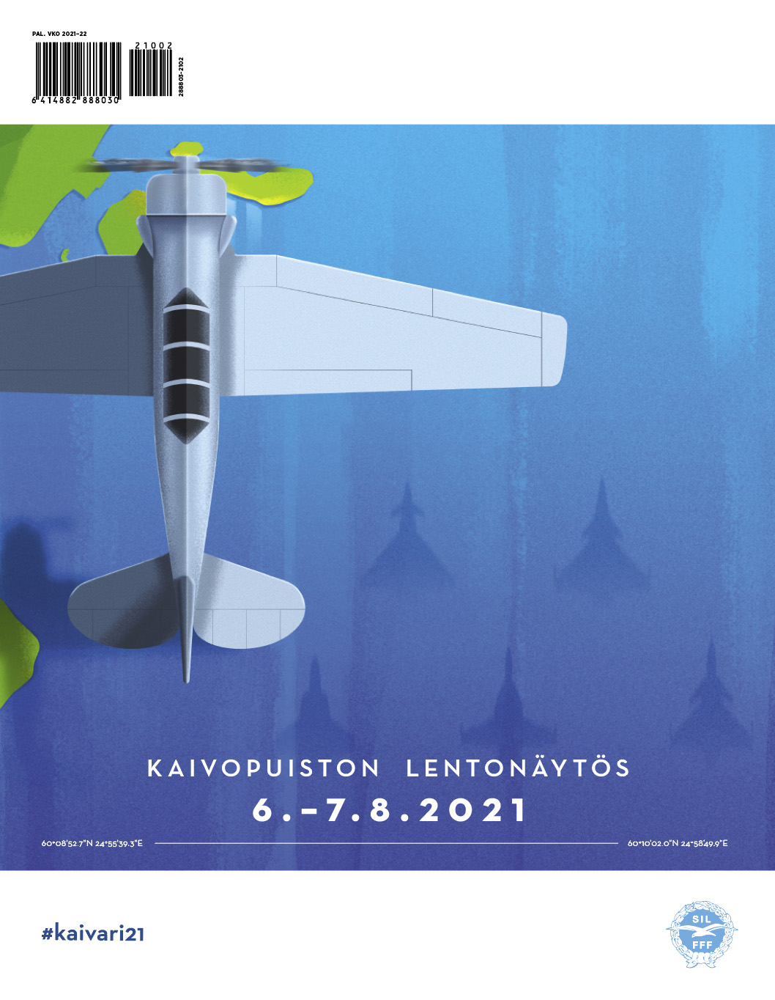 PAL. VKO 2021–22
21002
6 414882 888030
288803-2102
KAIVOPUISTON LENTONÄYTÖS
6.–7.8.2021
60°08'52.7"N 24°55'39.3"E
60°10'02.0"N 24°58'49.9"E
#kaivari21
SIL
FFF